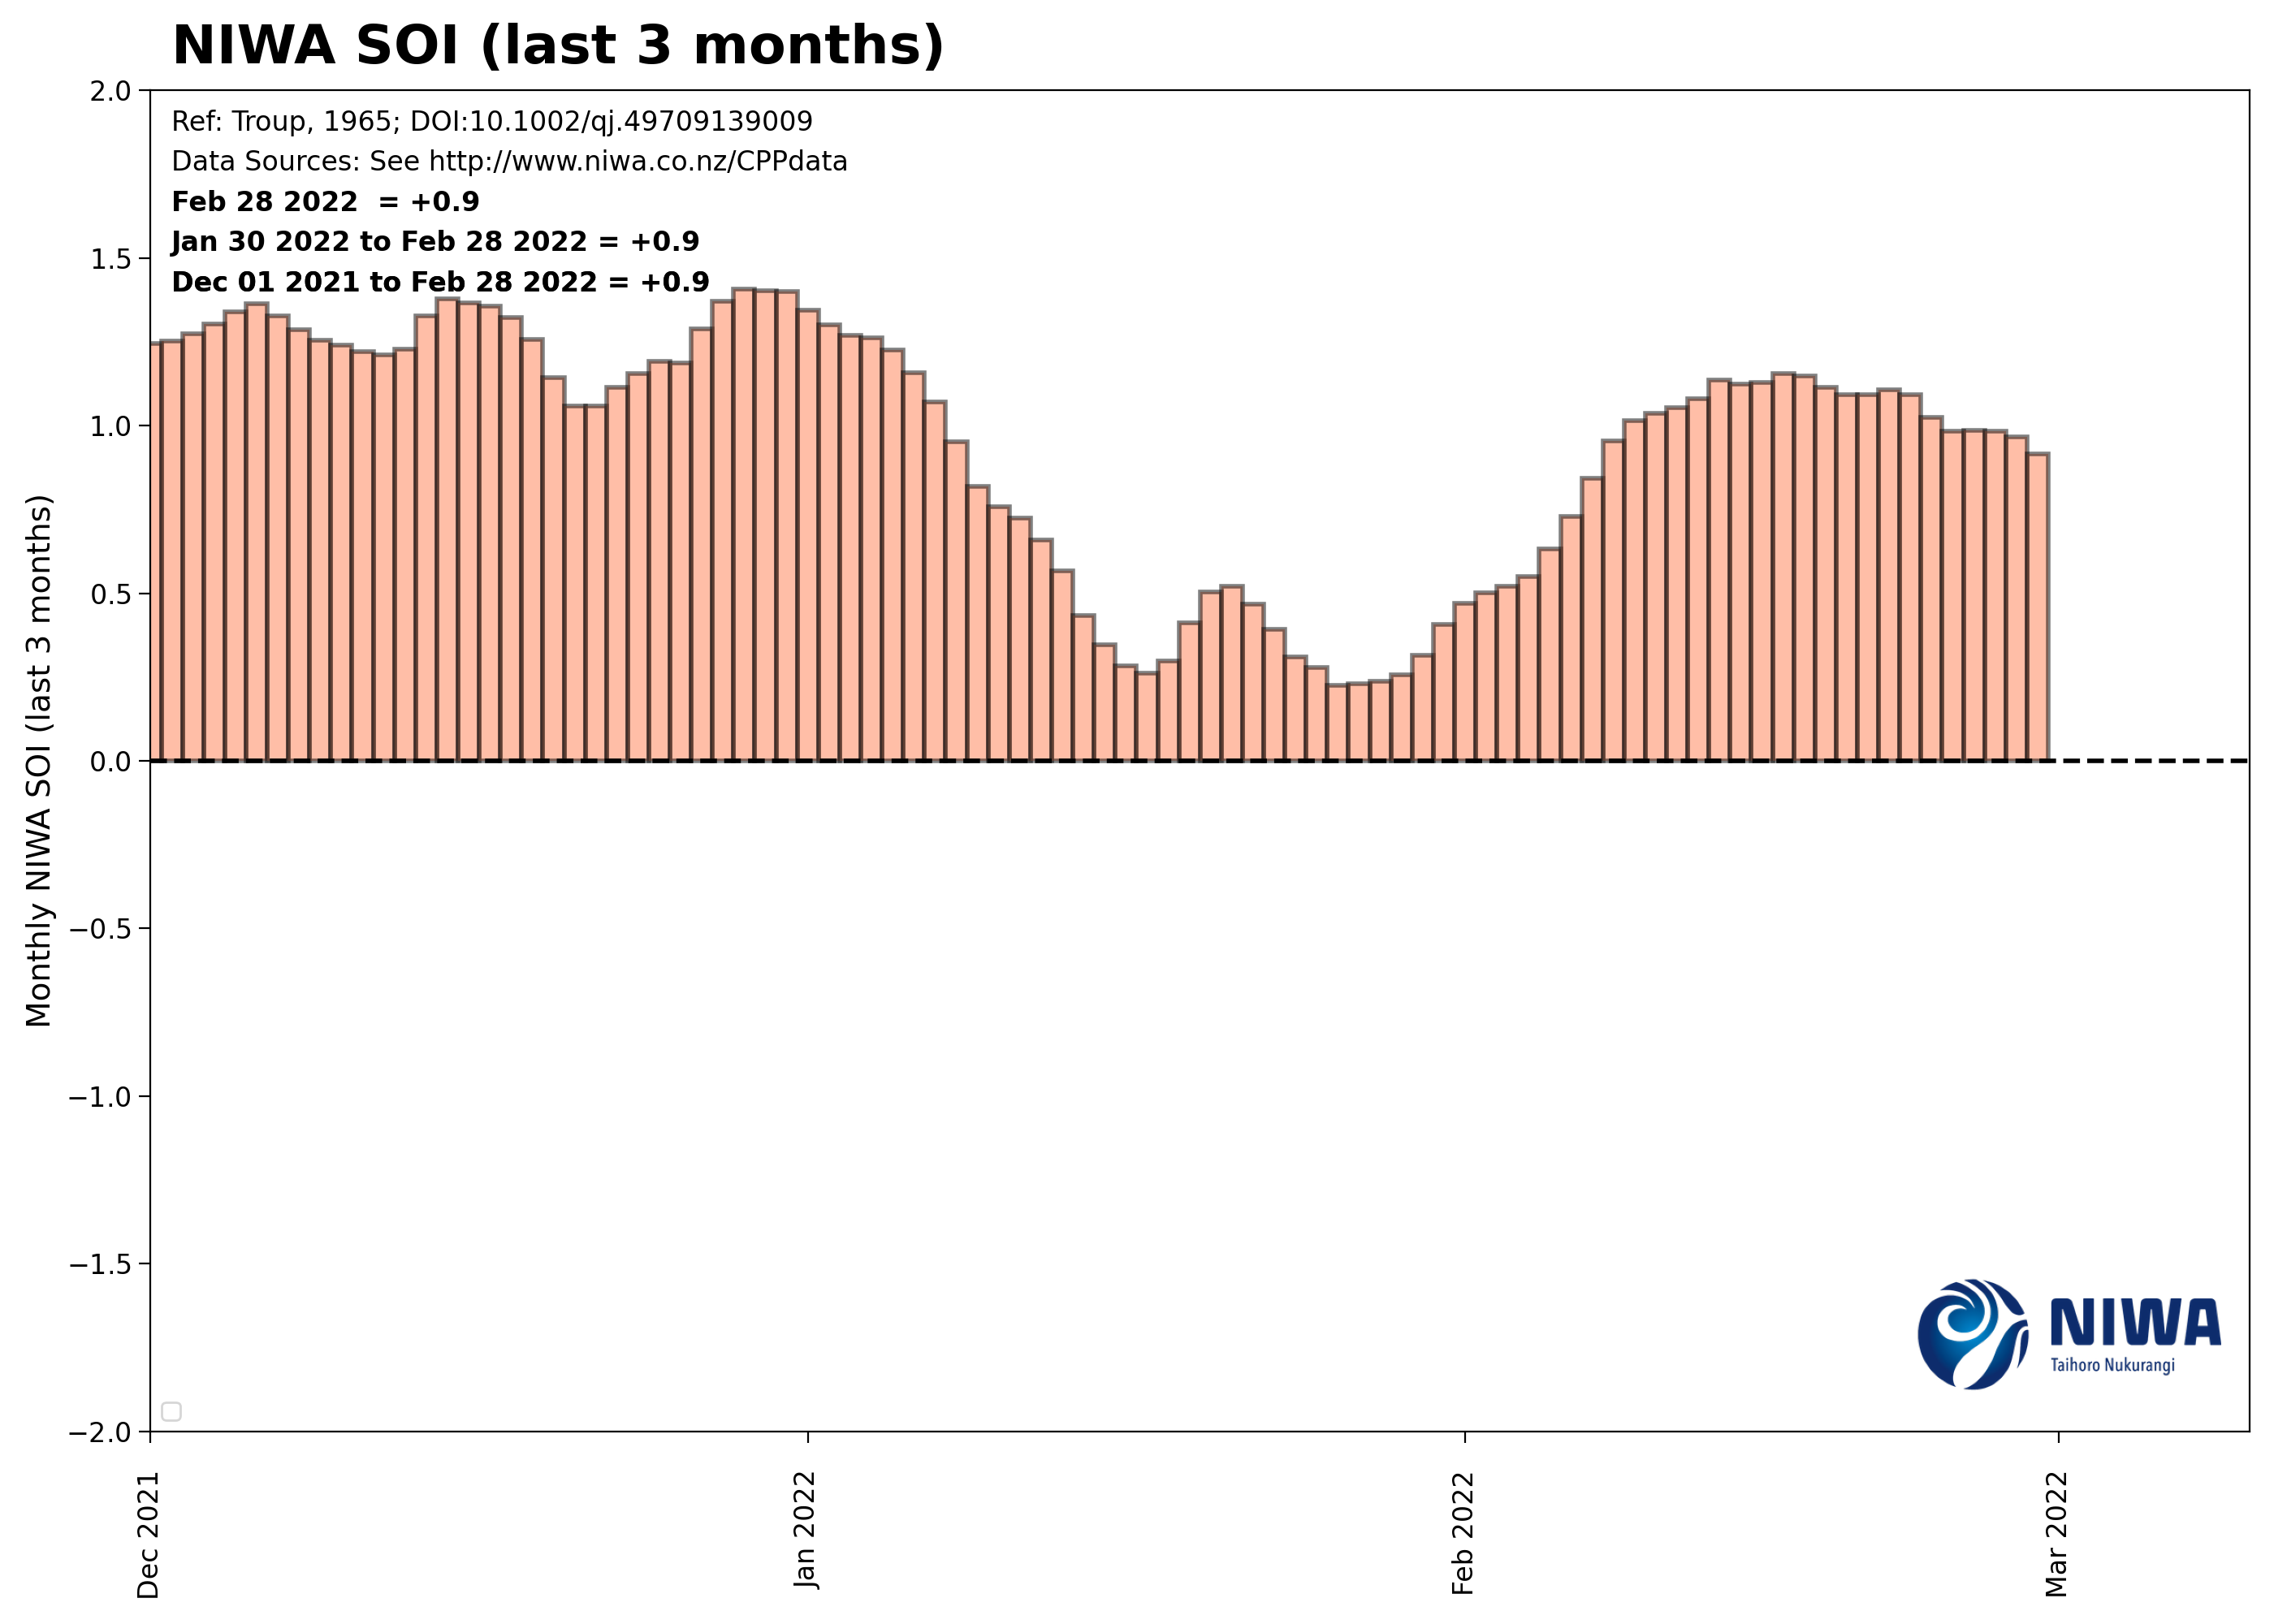 NIWA SOI (last 3 months)
2.0
Ref: Troup, 1965; DOI:10.1002/qj.49709139009
Data Sources: See http://www.niwa.co.nz/CPPdata
Feb 28 2022  = +0.9
Jan 30 2022 to Feb 28 2022 = +0.9
Dec 01 2021 to Feb 28 2022 = +0.9
1.5
1.0
0.5
0.0
−0.5
−1.0
−1.5
−2.0
Monthly NIWA SOI (last 3 months)
NIWA
Taihoro Nukurangi
Dec 2021
Jan 2022
Feb 2022
Mar 2022